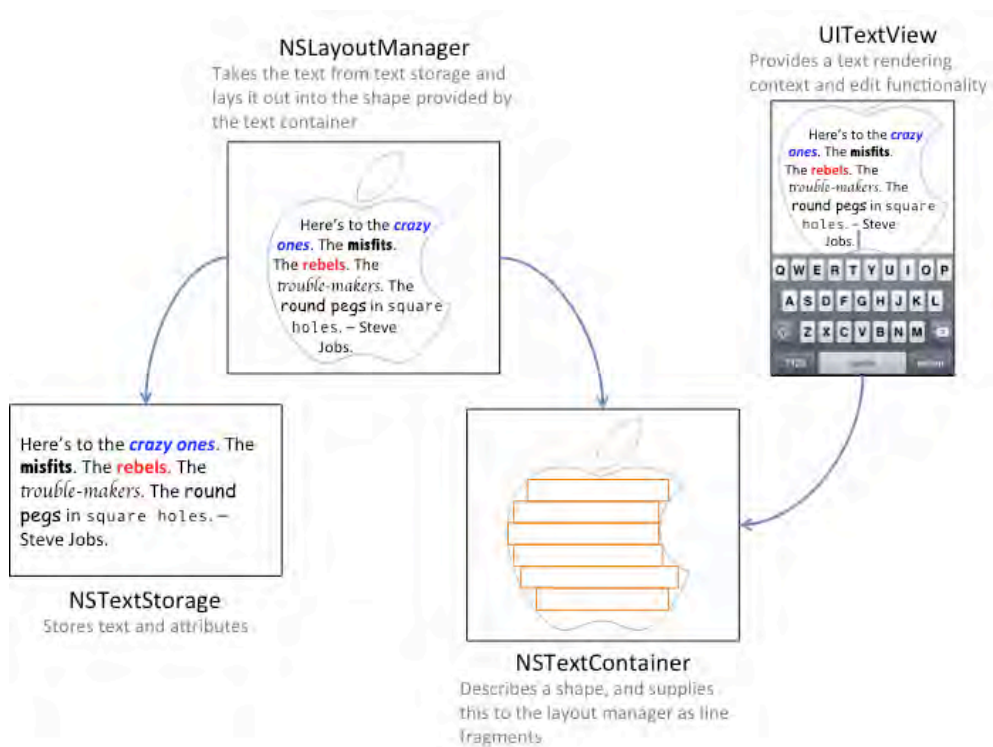 NSLayoutManager
Takes the text from text storage and
lays it out into the shape provided by
the text container
Here's to the crazy
ones. The misfits.
The rebels. The
trouble-makers. The
round pegs in square
holes. – Steve
Jobs.
UITextView
Provides a text rendering
context and edit functionality
Here's to the crazy
ones. The misfits.
The rebels. The
trouble-makers. The
round pegs in square
holes. – Steve
Jobs.
Q W E R T Y U I O P
A S D F G H J K L
Z X C V B N M
Here's to the crazy ones. The
misfits. The rebels. The
trouble-makers. The round
pegs in square holes. –
Steve Jobs.
NSTextStorage
Stores text and attributes
NSTextContainer
Describes a shape, and supplies
this to the layout manager as line
fragments